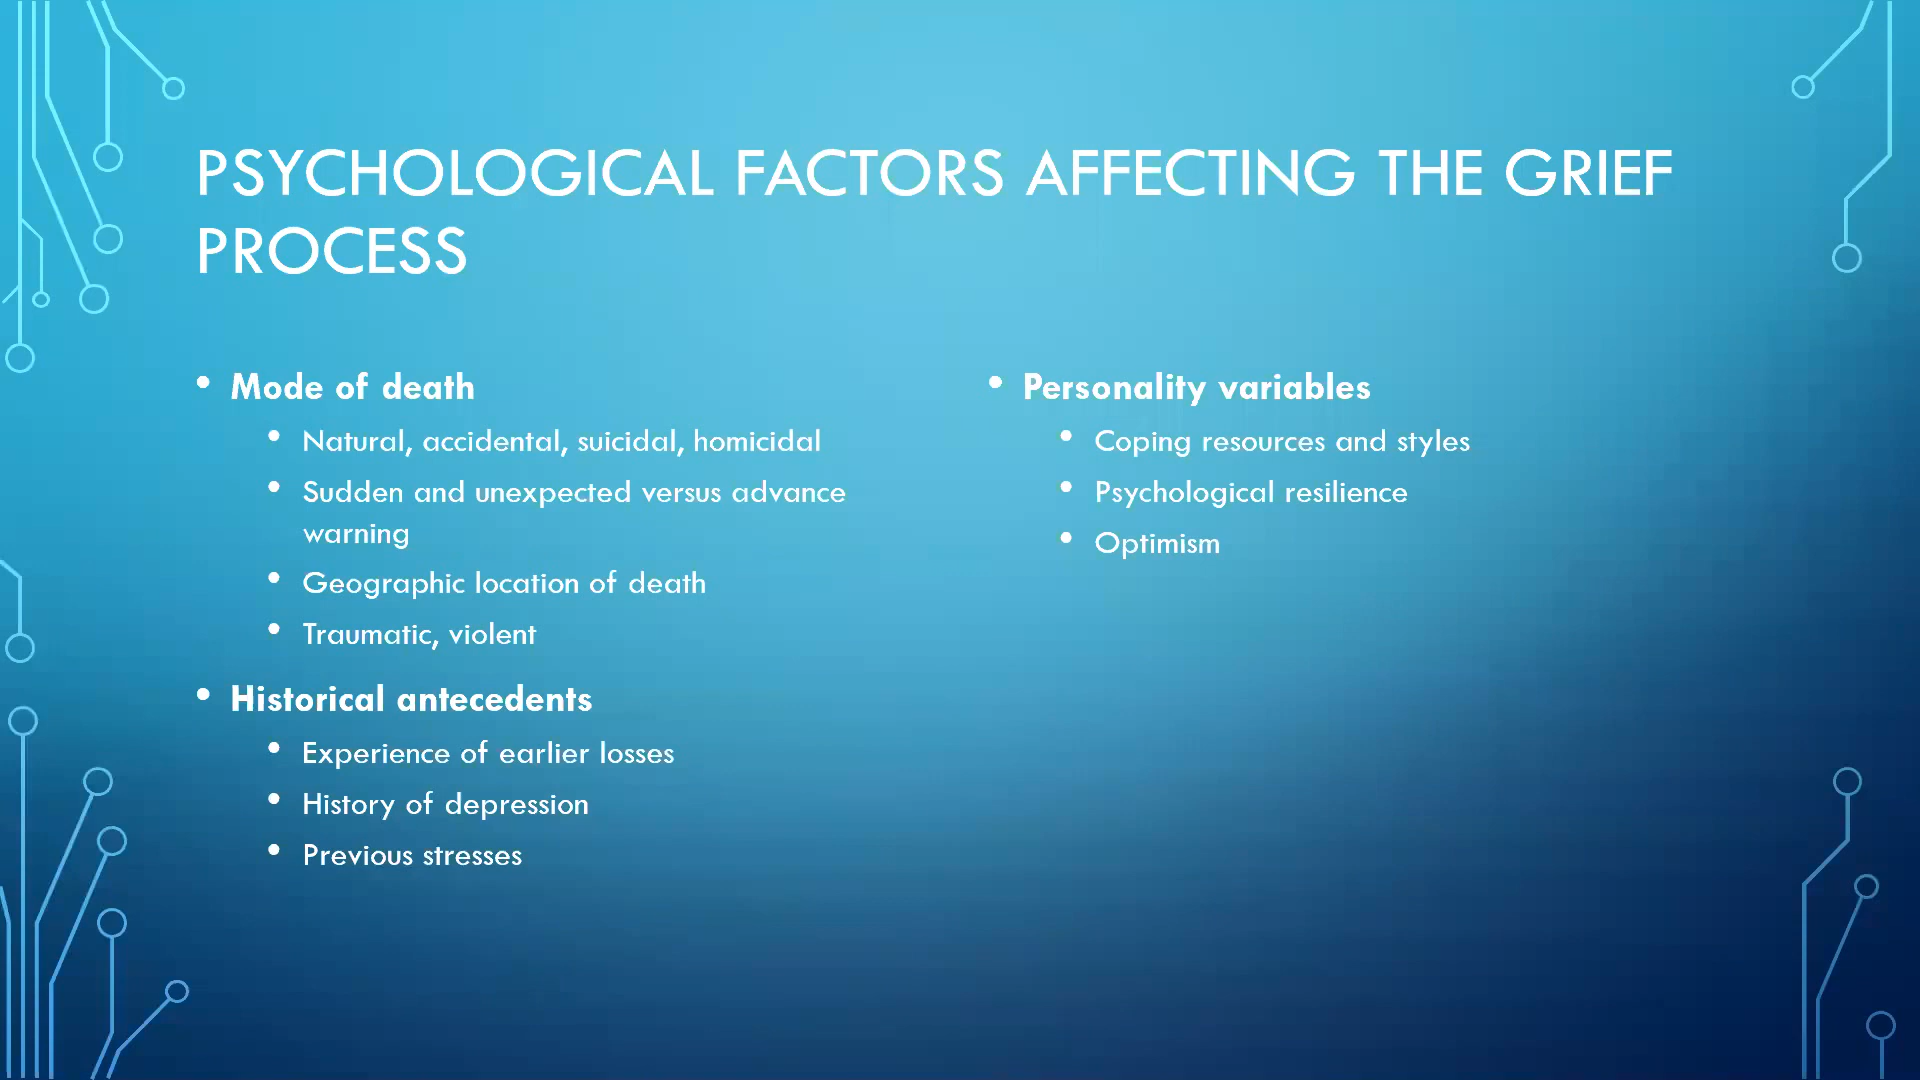 PSYCHOLOGICAL FACTORS AFFECTING THE GRIEF
PROCESS
• Mode of death
• Natural, accidental, suicidal, homicidal
• Sudden and unexpected versus advance
warning
• Geographic location of death
• Traumatic, violent
• Historical antecedents
• Experience of earlier losses
• History of depression
• Previous stresses
• Personality variables
• Coping resources and styles
• Psychological resilience
• Optimism